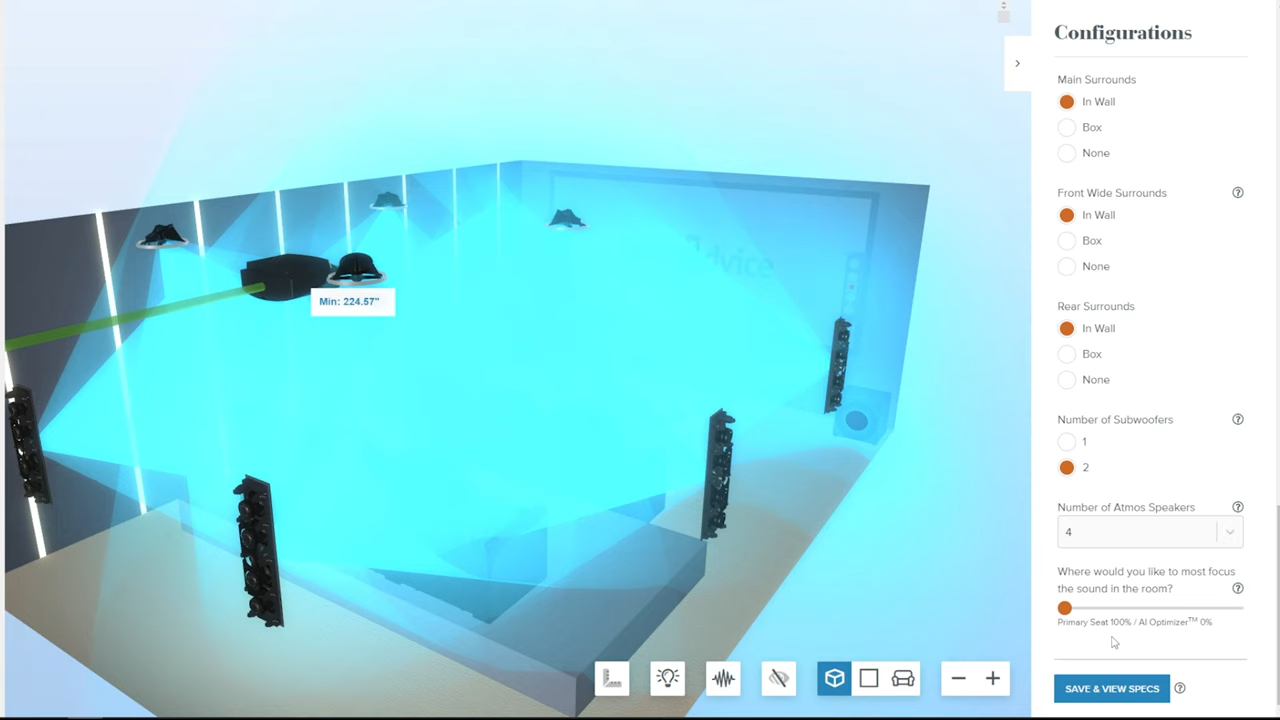 Configurations
Main Surrounds
In Wall
Box
None
Front Wide Surrounds
In Wall
Box
None
Rear Surrounds
In Wall
Box
None
Number of Subwoofers
1
2
Number of Atmos Speakers
4
Where would you like to most focus
the sound in the room?
Primary Seat 100% / AI Optimizer™ 0%
SAVE & VIEW SPECS
Min: 224.57"